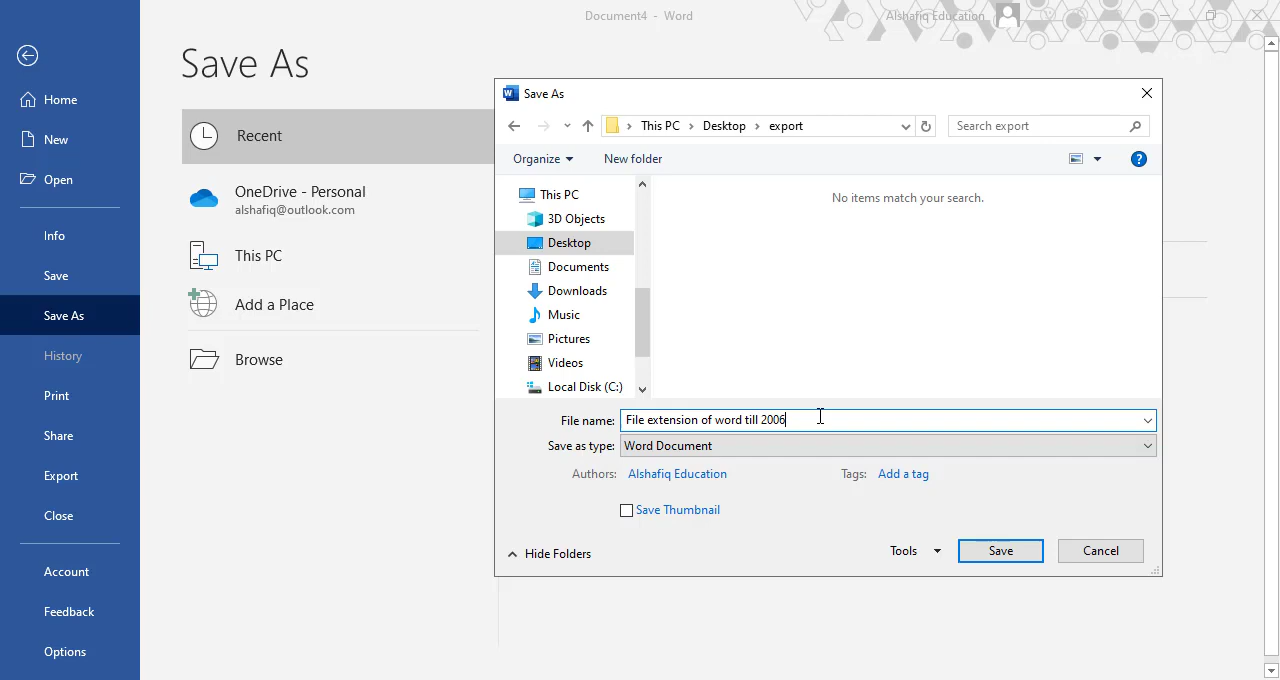 Document4 - Word
Alshafiq Education
Save As
Home
New
Open
Info
Save
Save As
History
Print
Share
Export
Close
Account
Feedback
Options
Recent
OneDrive - Personal
alshafiq@outlook.com
This PC
Add a Place
Browse
Save As
This PC › Desktop › export
Search export
Organize
New folder
This PC
3D Objects
Desktop
Documents
Downloads
Music
Pictures
Videos
Local Disk (C:)
No items match your search.
File name: File extension of word till 2006
Save as type: Word Document
Authors: Alshafiq Education
Tags: Add a tag
Save Thumbnail
Hide Folders
Tools
Save
Cancel